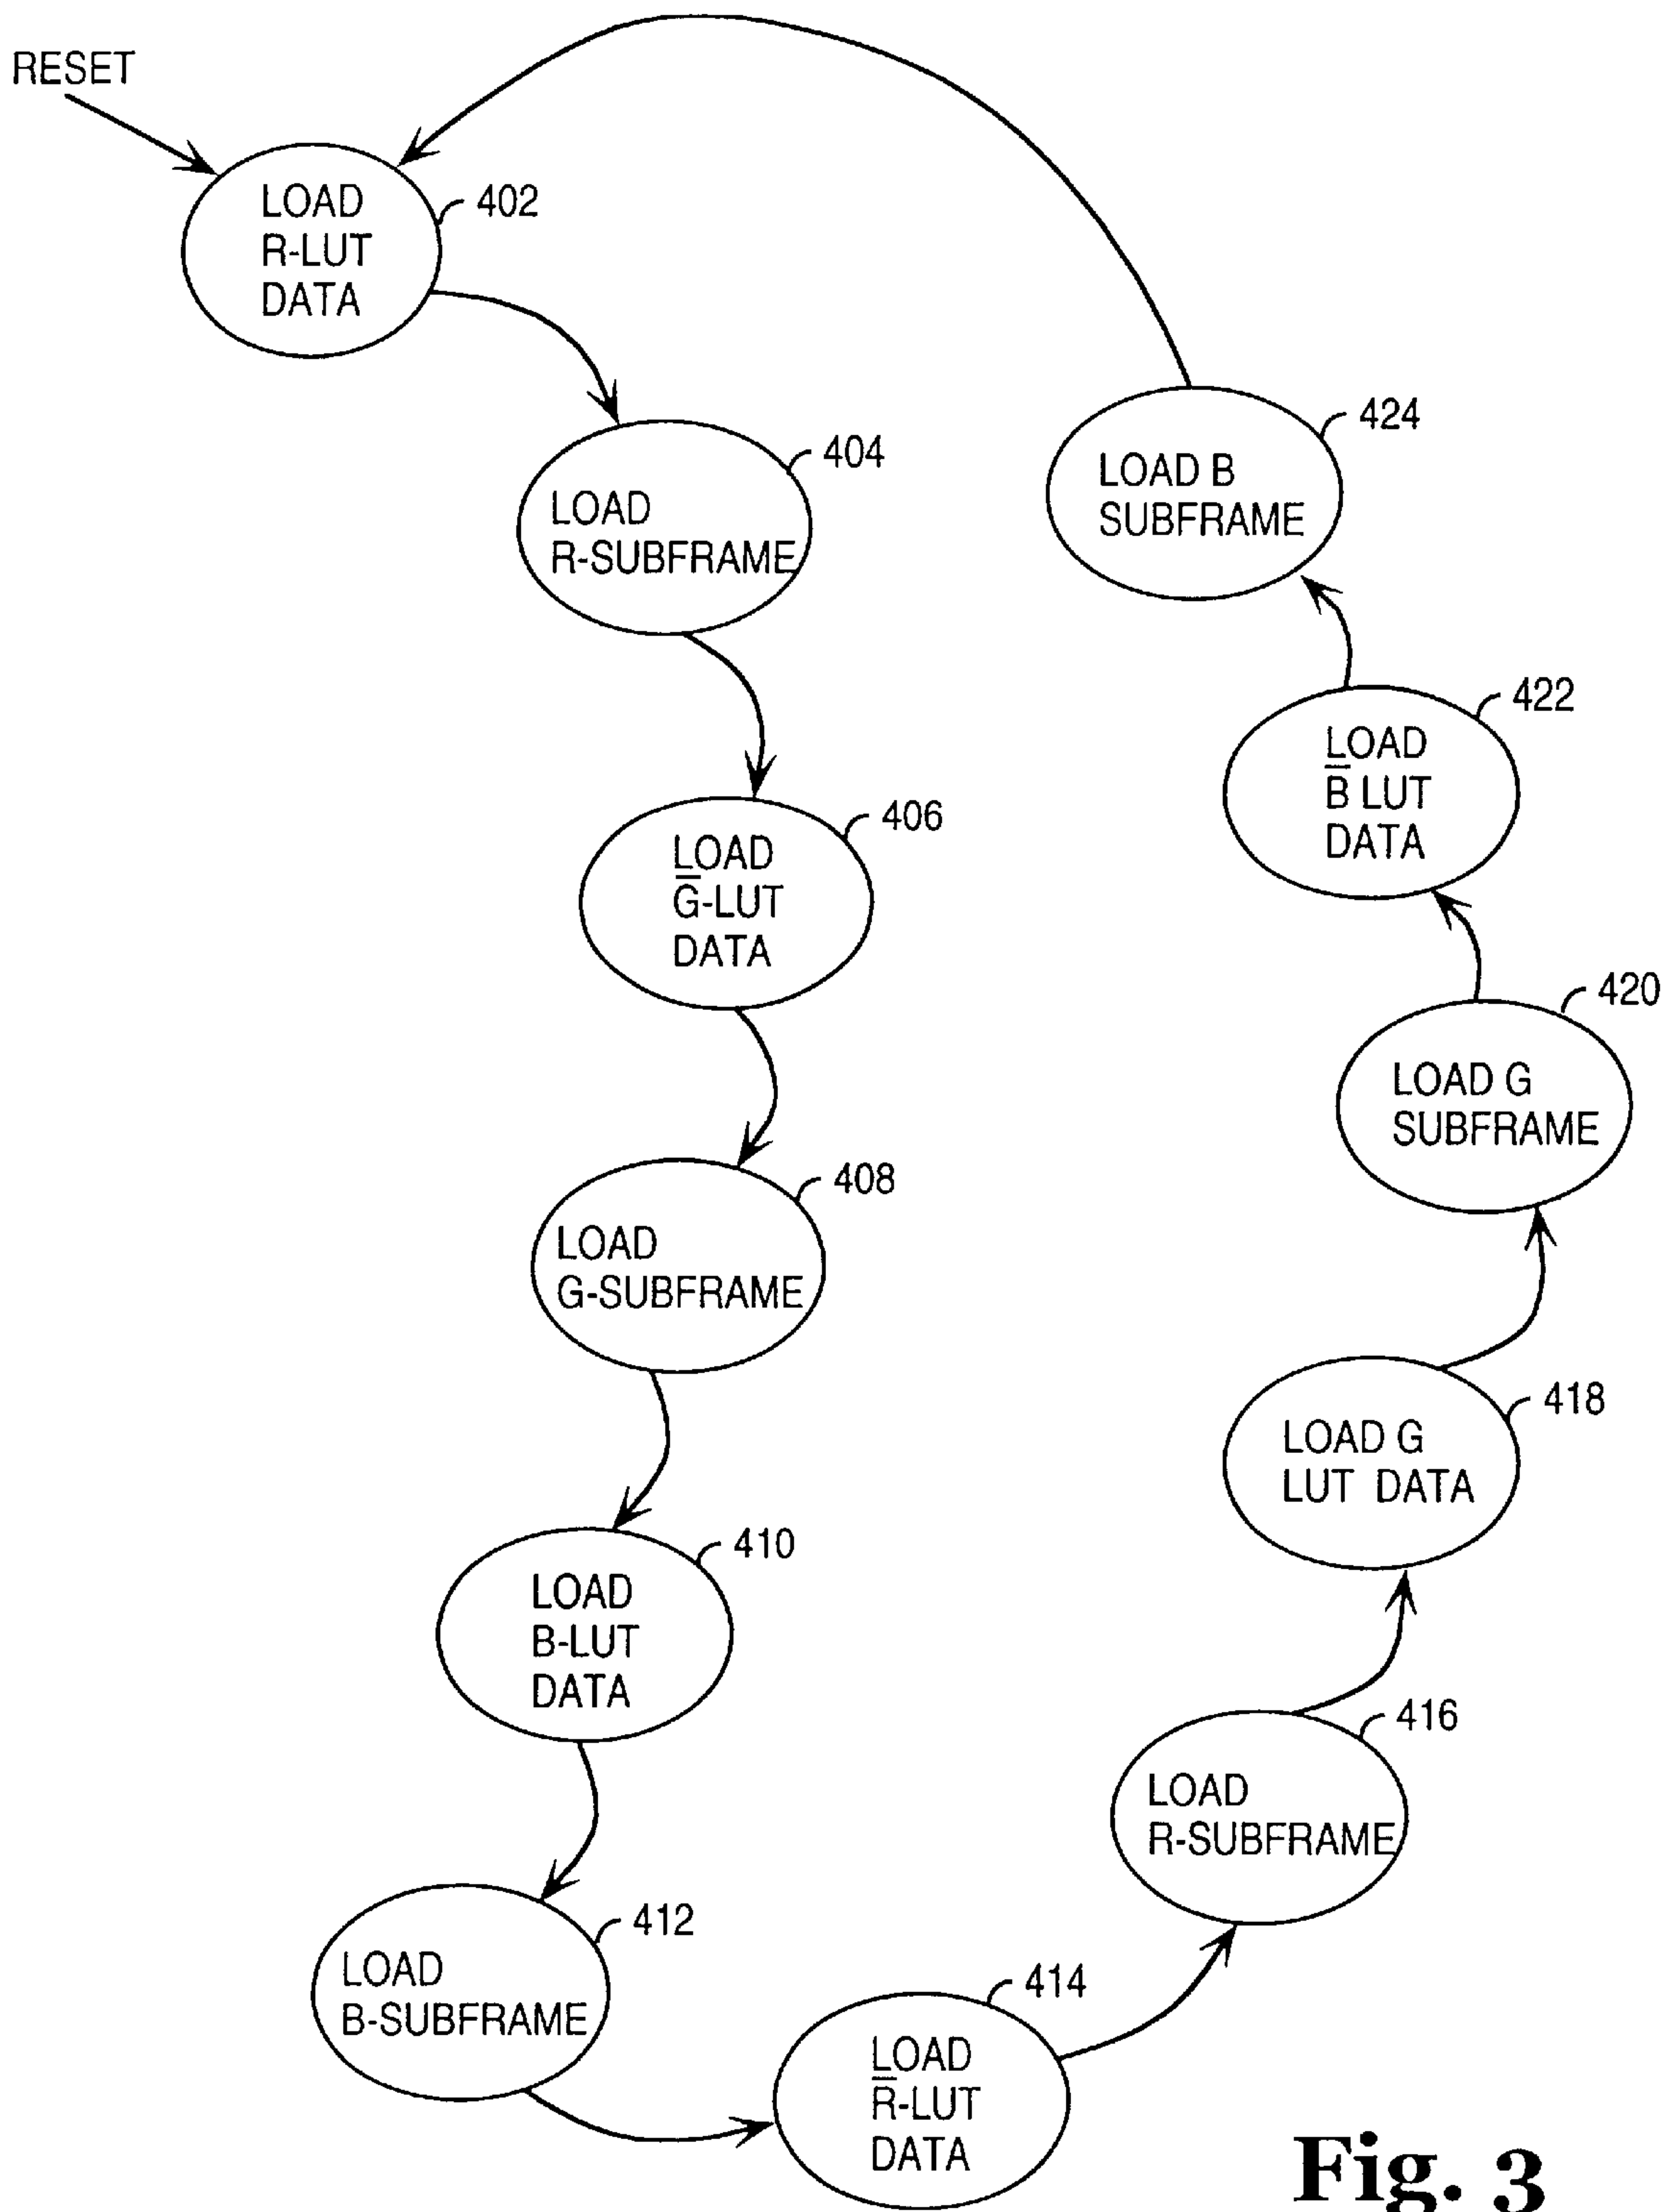 RESET
LOAD
R-LUT
DATA
402
LOAD
R-SUBFRAME
404
LOAD
G̅-LUT
DATA
406
LOAD
G-SUBFRAME
408
LOAD
B-LUT
DATA
410
LOAD
B-SUBFRAME
412
LOAD
R̅-LUT
DATA
414
LOAD
R-SUBFRAME
416
LOAD G
LUT DATA
418
LOAD G
SUBFRAME
420
LOAD
B̅ LUT
DATA
422
LOAD B
SUBFRAME
424
Fig. 3